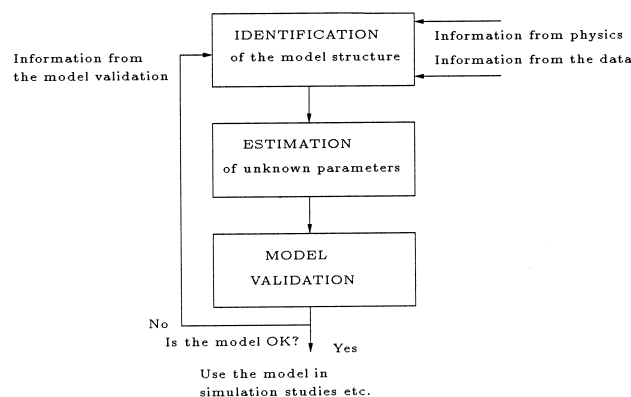 IDENTIFICATION
of the model structure
Information from physics
Information from the data
Information from
the model validation
ESTIMATION
of unknown parameters
MODEL
VALIDATION
No
Is the model OK?
Yes
Use the model in
simulation studies etc.